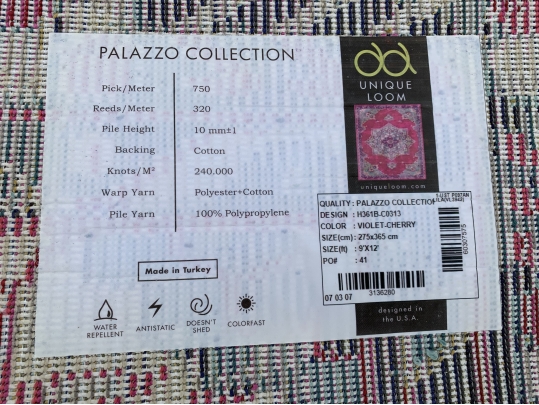 PALAZZO COLLECTION
Pick/Meter 750
Reeds/Meter 320
Pile Height 10 mm±1
Backing Cotton
Knots/M² 240.000
Warp Yarn Polyester+Cotton
Pile Yarn 100% Polypropylene
Made in Turkey
WATER REPELLENT
ANTISTATIC
DOESN'T SHED
COLORFAST
UNIQUE
LOOM
uniqueloom.com
QUALITY : PALAZZO COLLECTION
DESIGN : H361B-C0313
COLOR : VIOLET-CHERRY
SIZE(cm) : 275x365 cm
SIZE(ft) : 9'X12'
PO# : 41
07 03 07
3136280
60307575
designed in
the U.S.A.